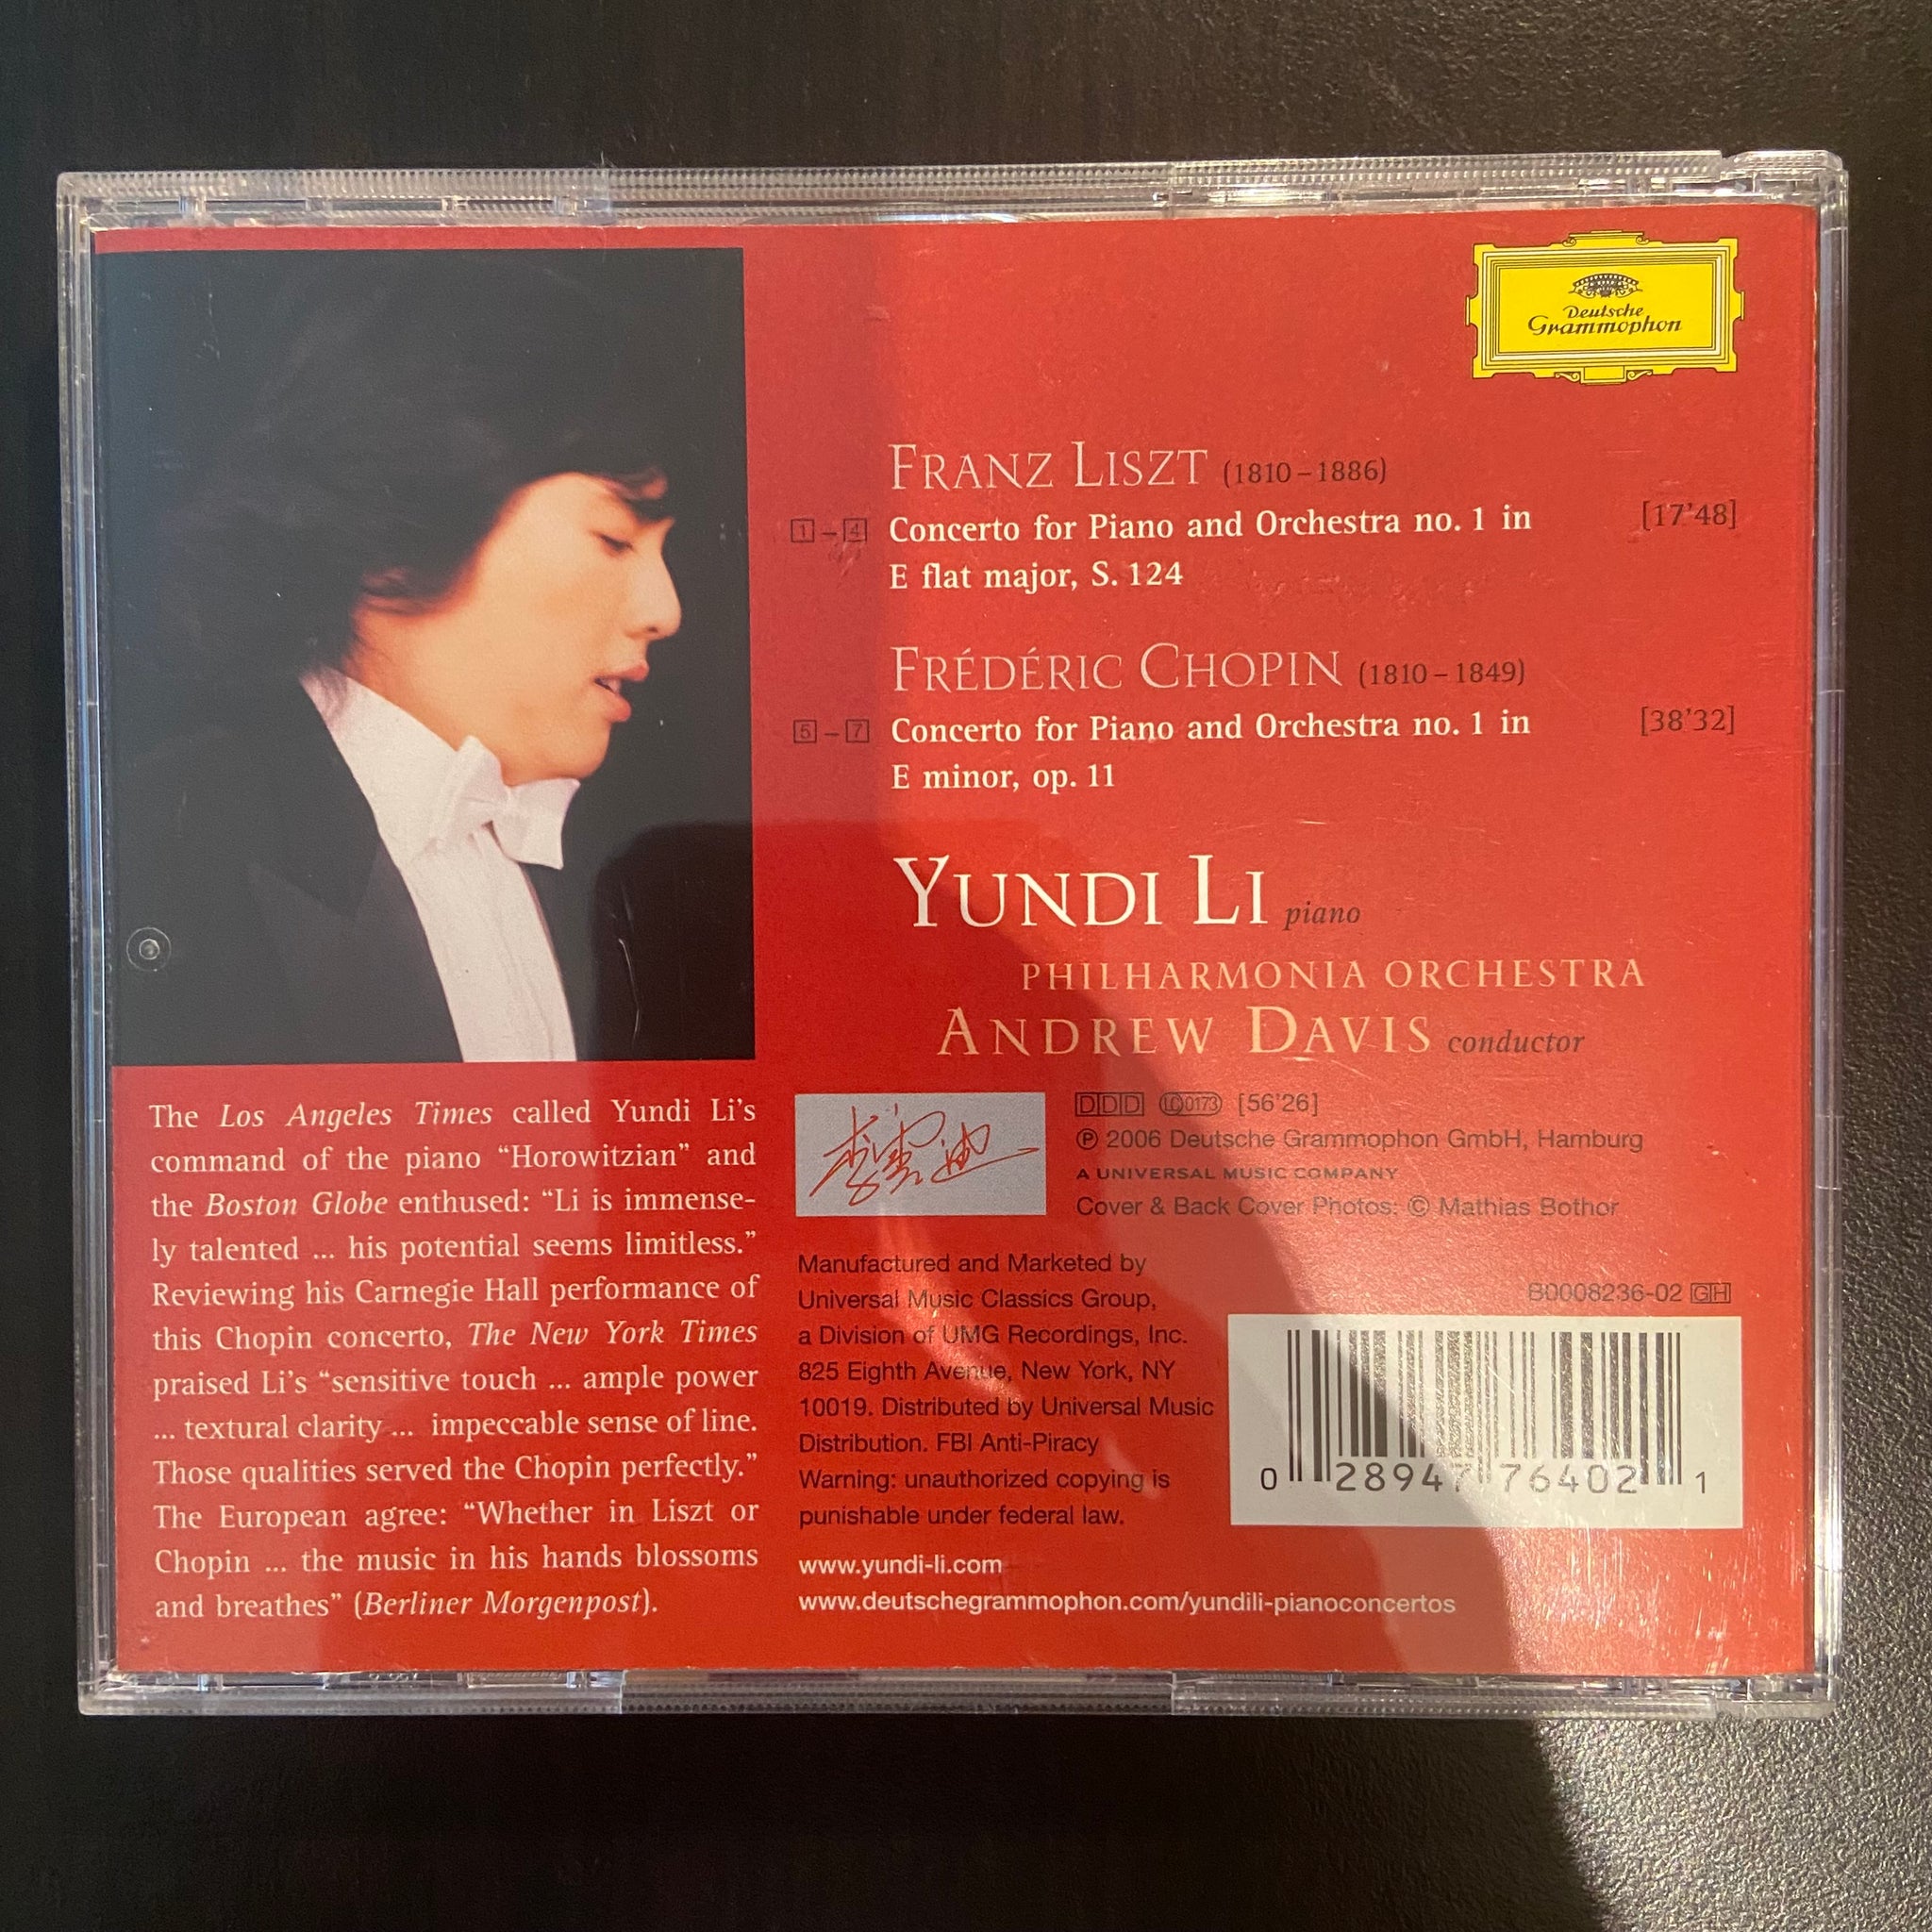 Deutsche
Grammophon
FRANZ LISZT (1810–1886)
1 – 4 Concerto for Piano and Orchestra no. 1 in [17'48]
E flat major, S. 124
FRÉDÉRIC CHOPIN (1810–1849)
5 – 7 Concerto for Piano and Orchestra no. 1 in [38'32]
E minor, op. 11
YUNDI LI piano
PHILHARMONIA ORCHESTRA
ANDREW DAVIS conductor
The Los Angeles Times called Yundi Li's
command of the piano “Horowitzian” and
the Boston Globe enthused: “Li is immense-
ly talented ... his potential seems limitless.”
Reviewing his Carnegie Hall performance of
this Chopin concerto, The New York Times
praised Li's “sensitive touch ... ample power
... textural clarity ... impeccable sense of line.
Those qualities served the Chopin perfectly.”
The European agree: “Whether in Liszt or
Chopin ... the music in his hands blossoms
and breathes” (Berliner Morgenpost).
李雲迪
DDD LC0173 [56'26]
℗ 2006 Deutsche Grammophon GmbH, Hamburg
A UNIVERSAL MUSIC COMPANY
Cover & Back Cover Photos: © Mathias Bothor
Manufactured and Marketed by
Universal Music Classics Group,
a Division of UMG Recordings, Inc.
825 Eighth Avenue, New York, NY
10019. Distributed by Universal Music
Distribution. FBI Anti-Piracy
Warning: unauthorized copying is
punishable under federal law.
B0008236-02 GH
0 28947 76402 1
www.yundi-li.com
www.deutschegrammophon.com/yundili-pianoconcertos